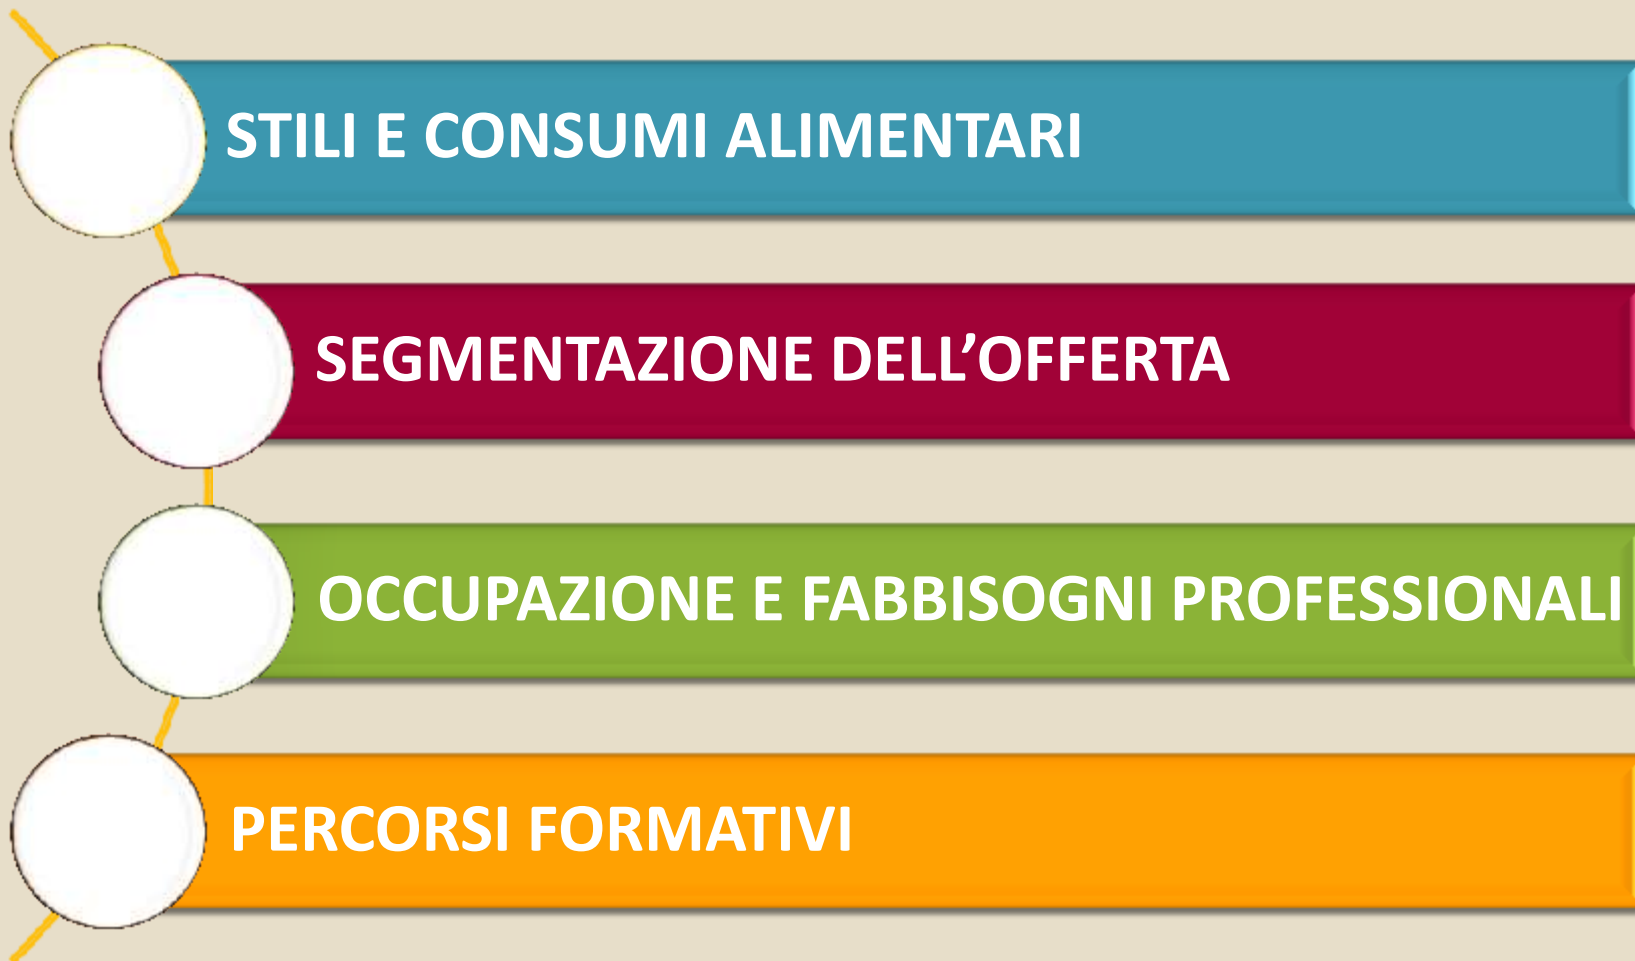 STILI E CONSUMI ALIMENTARI
SEGMENTAZIONE DELL’OFFERTA
OCCUPAZIONE E FABBISOGNI PROFESSIONALI
PERCORSI FORMATIVI